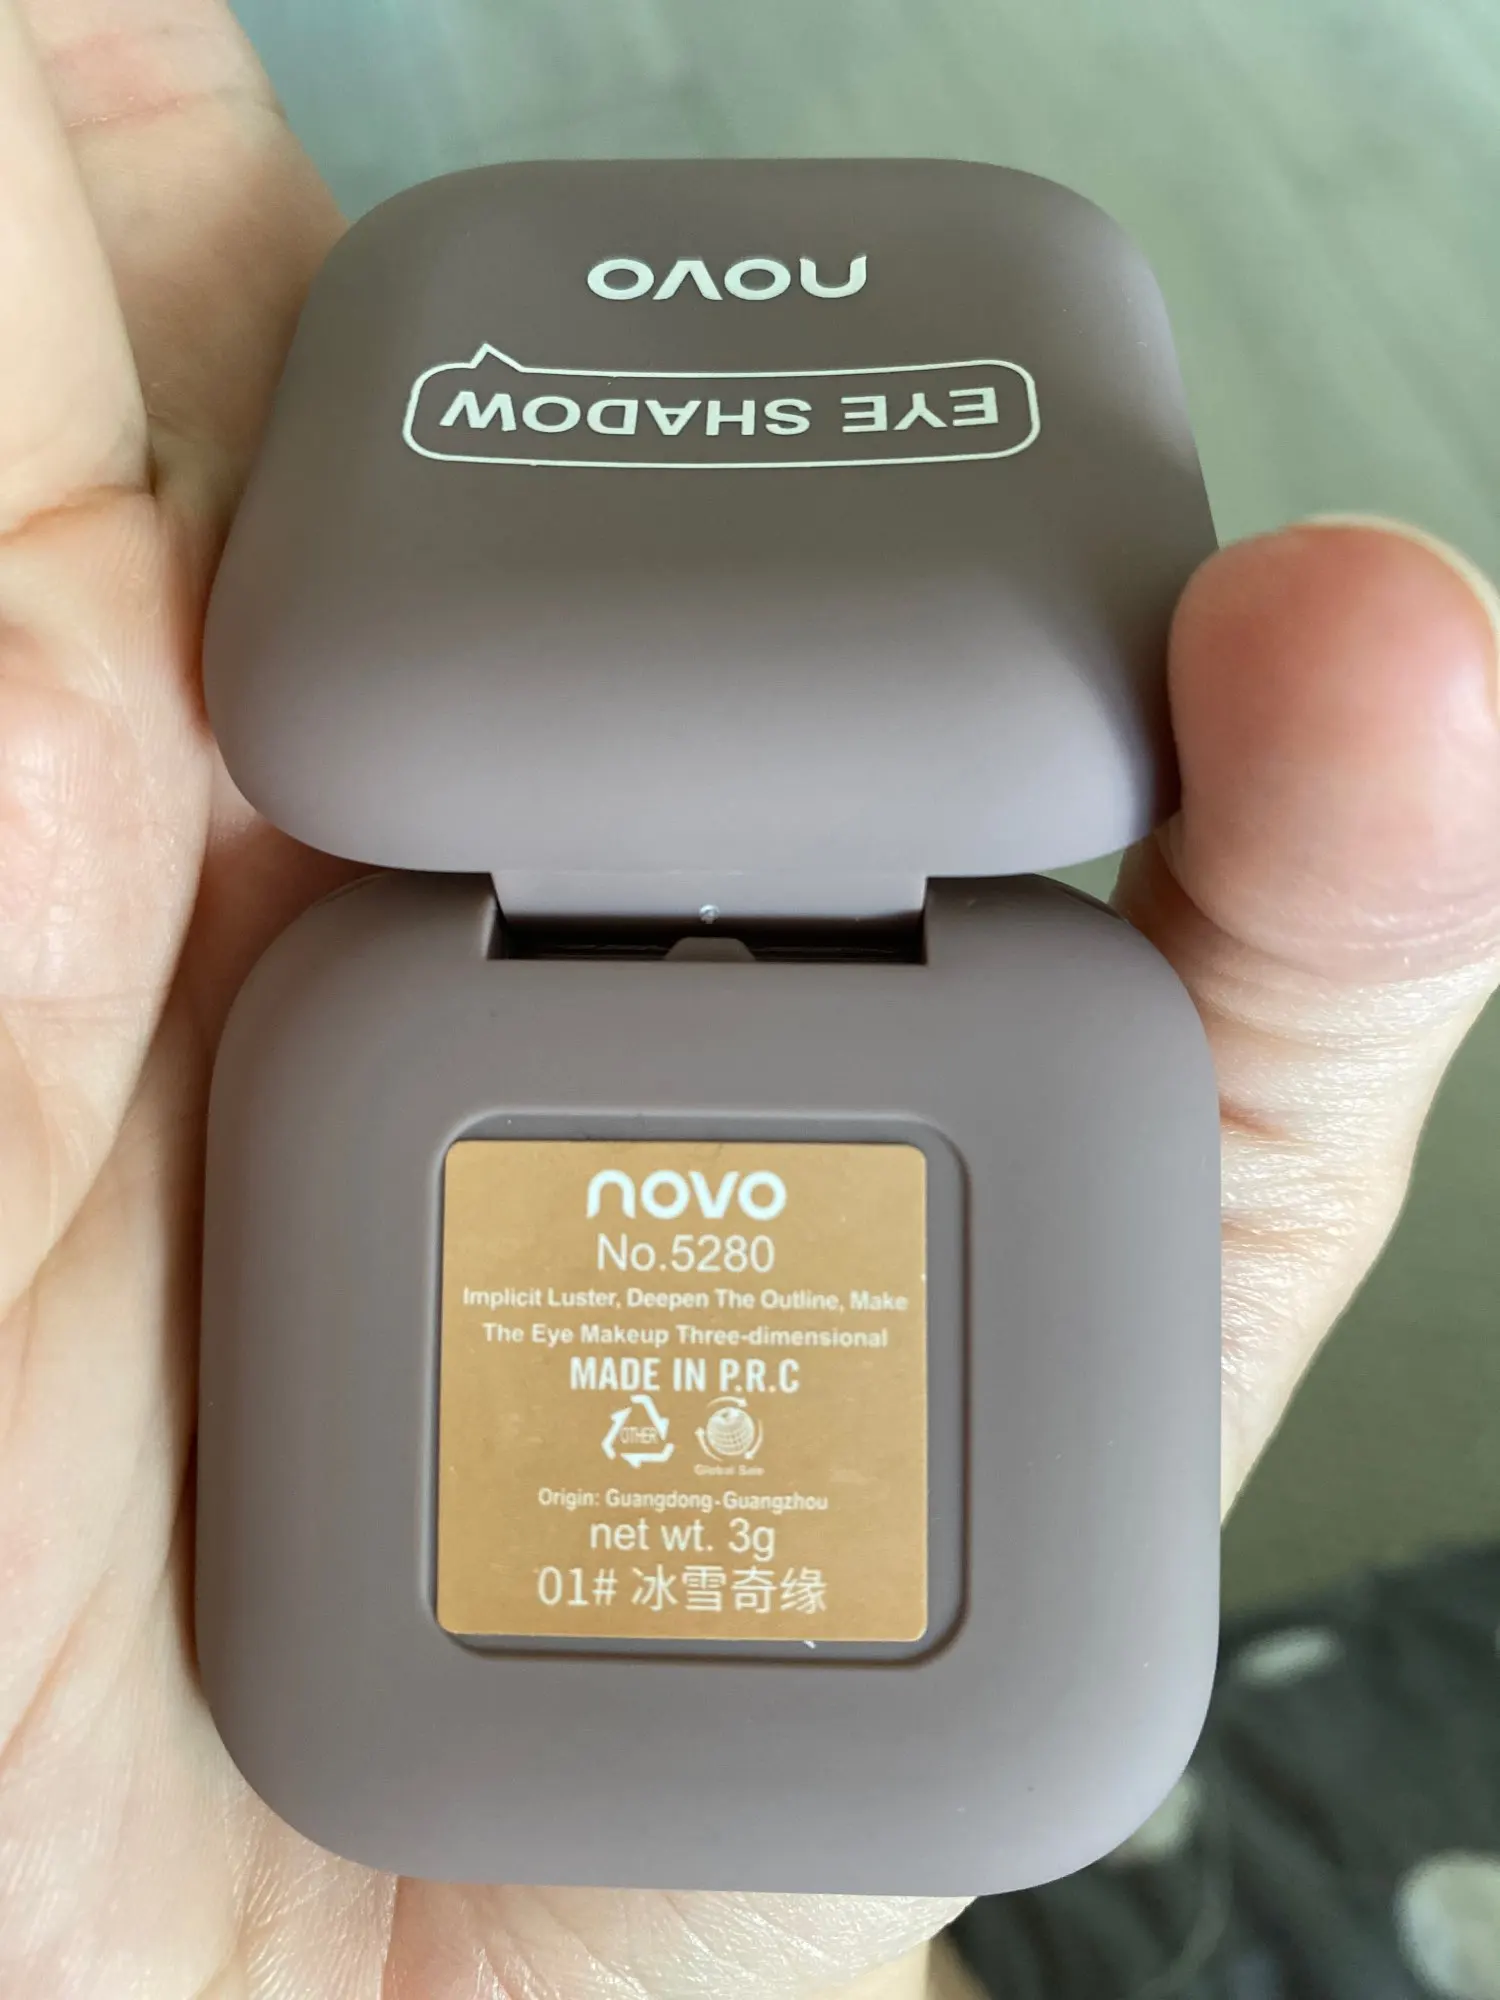 novo
EYE SHADOW
novo
No.5280
Implicit Luster, Deepen The Outline, Make
The Eye Makeup Three-dimensional
MADE IN P.R.C
OTHER
Global Sale
Origin: Guangdong-Guangzhou
net wt. 3g
01# 冰雪奇缘